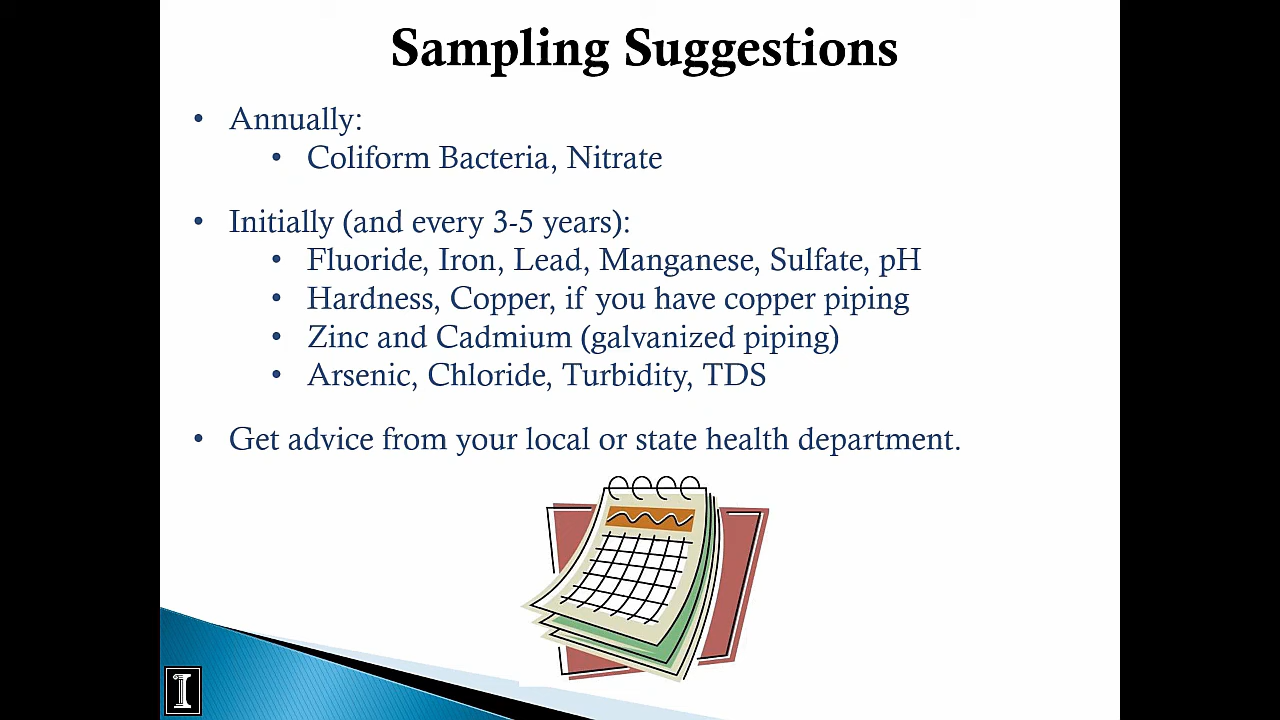 Sampling Suggestions
• Annually:
• Coliform Bacteria, Nitrate
• Initially (and every 3-5 years):
• Fluoride, Iron, Lead, Manganese, Sulfate, pH
• Hardness, Copper, if you have copper piping
• Zinc and Cadmium (galvanized piping)
• Arsenic, Chloride, Turbidity, TDS
• Get advice from your local or state health department.
I